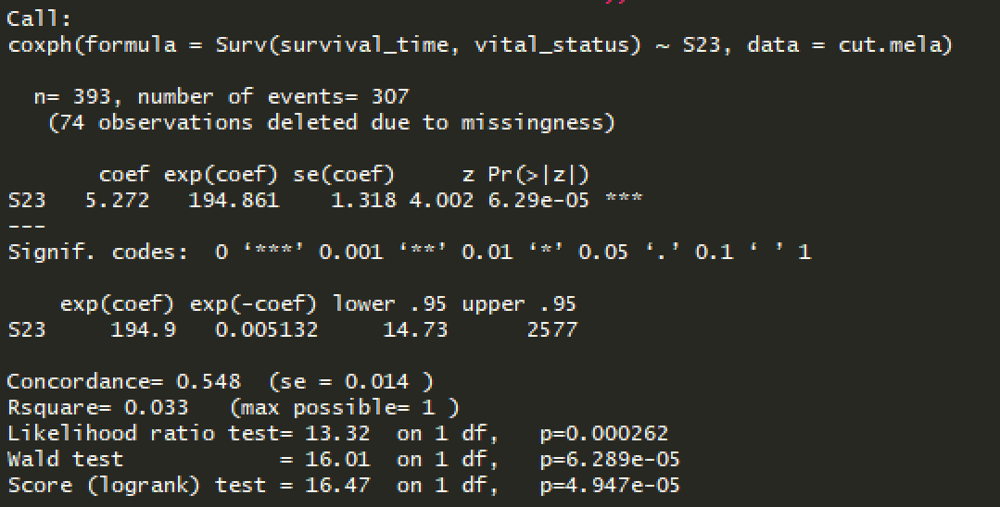 Call:
coxph(formula = Surv(survival_time, vital_status) ~ S23, data = cut.mela)
n= 393, number of events= 307
(74 observations deleted due to missingness)
coef exp(coef) se(coef) z Pr(>|z|)
S23 5.272 194.861 1.318 4.002 6.29e-05 ***
---
Signif. codes: 0 ‘***’ 0.001 ‘**’ 0.01 ‘*’ 0.05 ‘.’ 0.1 ‘ ’ 1
exp(coef) exp(-coef) lower .95 upper .95
S23 194.9 0.005132 14.73 2577
Concordance= 0.548 (se = 0.014 )
Rsquare= 0.033 (max possible= 1 )
Likelihood ratio test= 13.32 on 1 df, p=0.000262
Wald test = 16.01 on 1 df, p=6.289e-05
Score (logrank) test = 16.47 on 1 df, p=4.947e-05